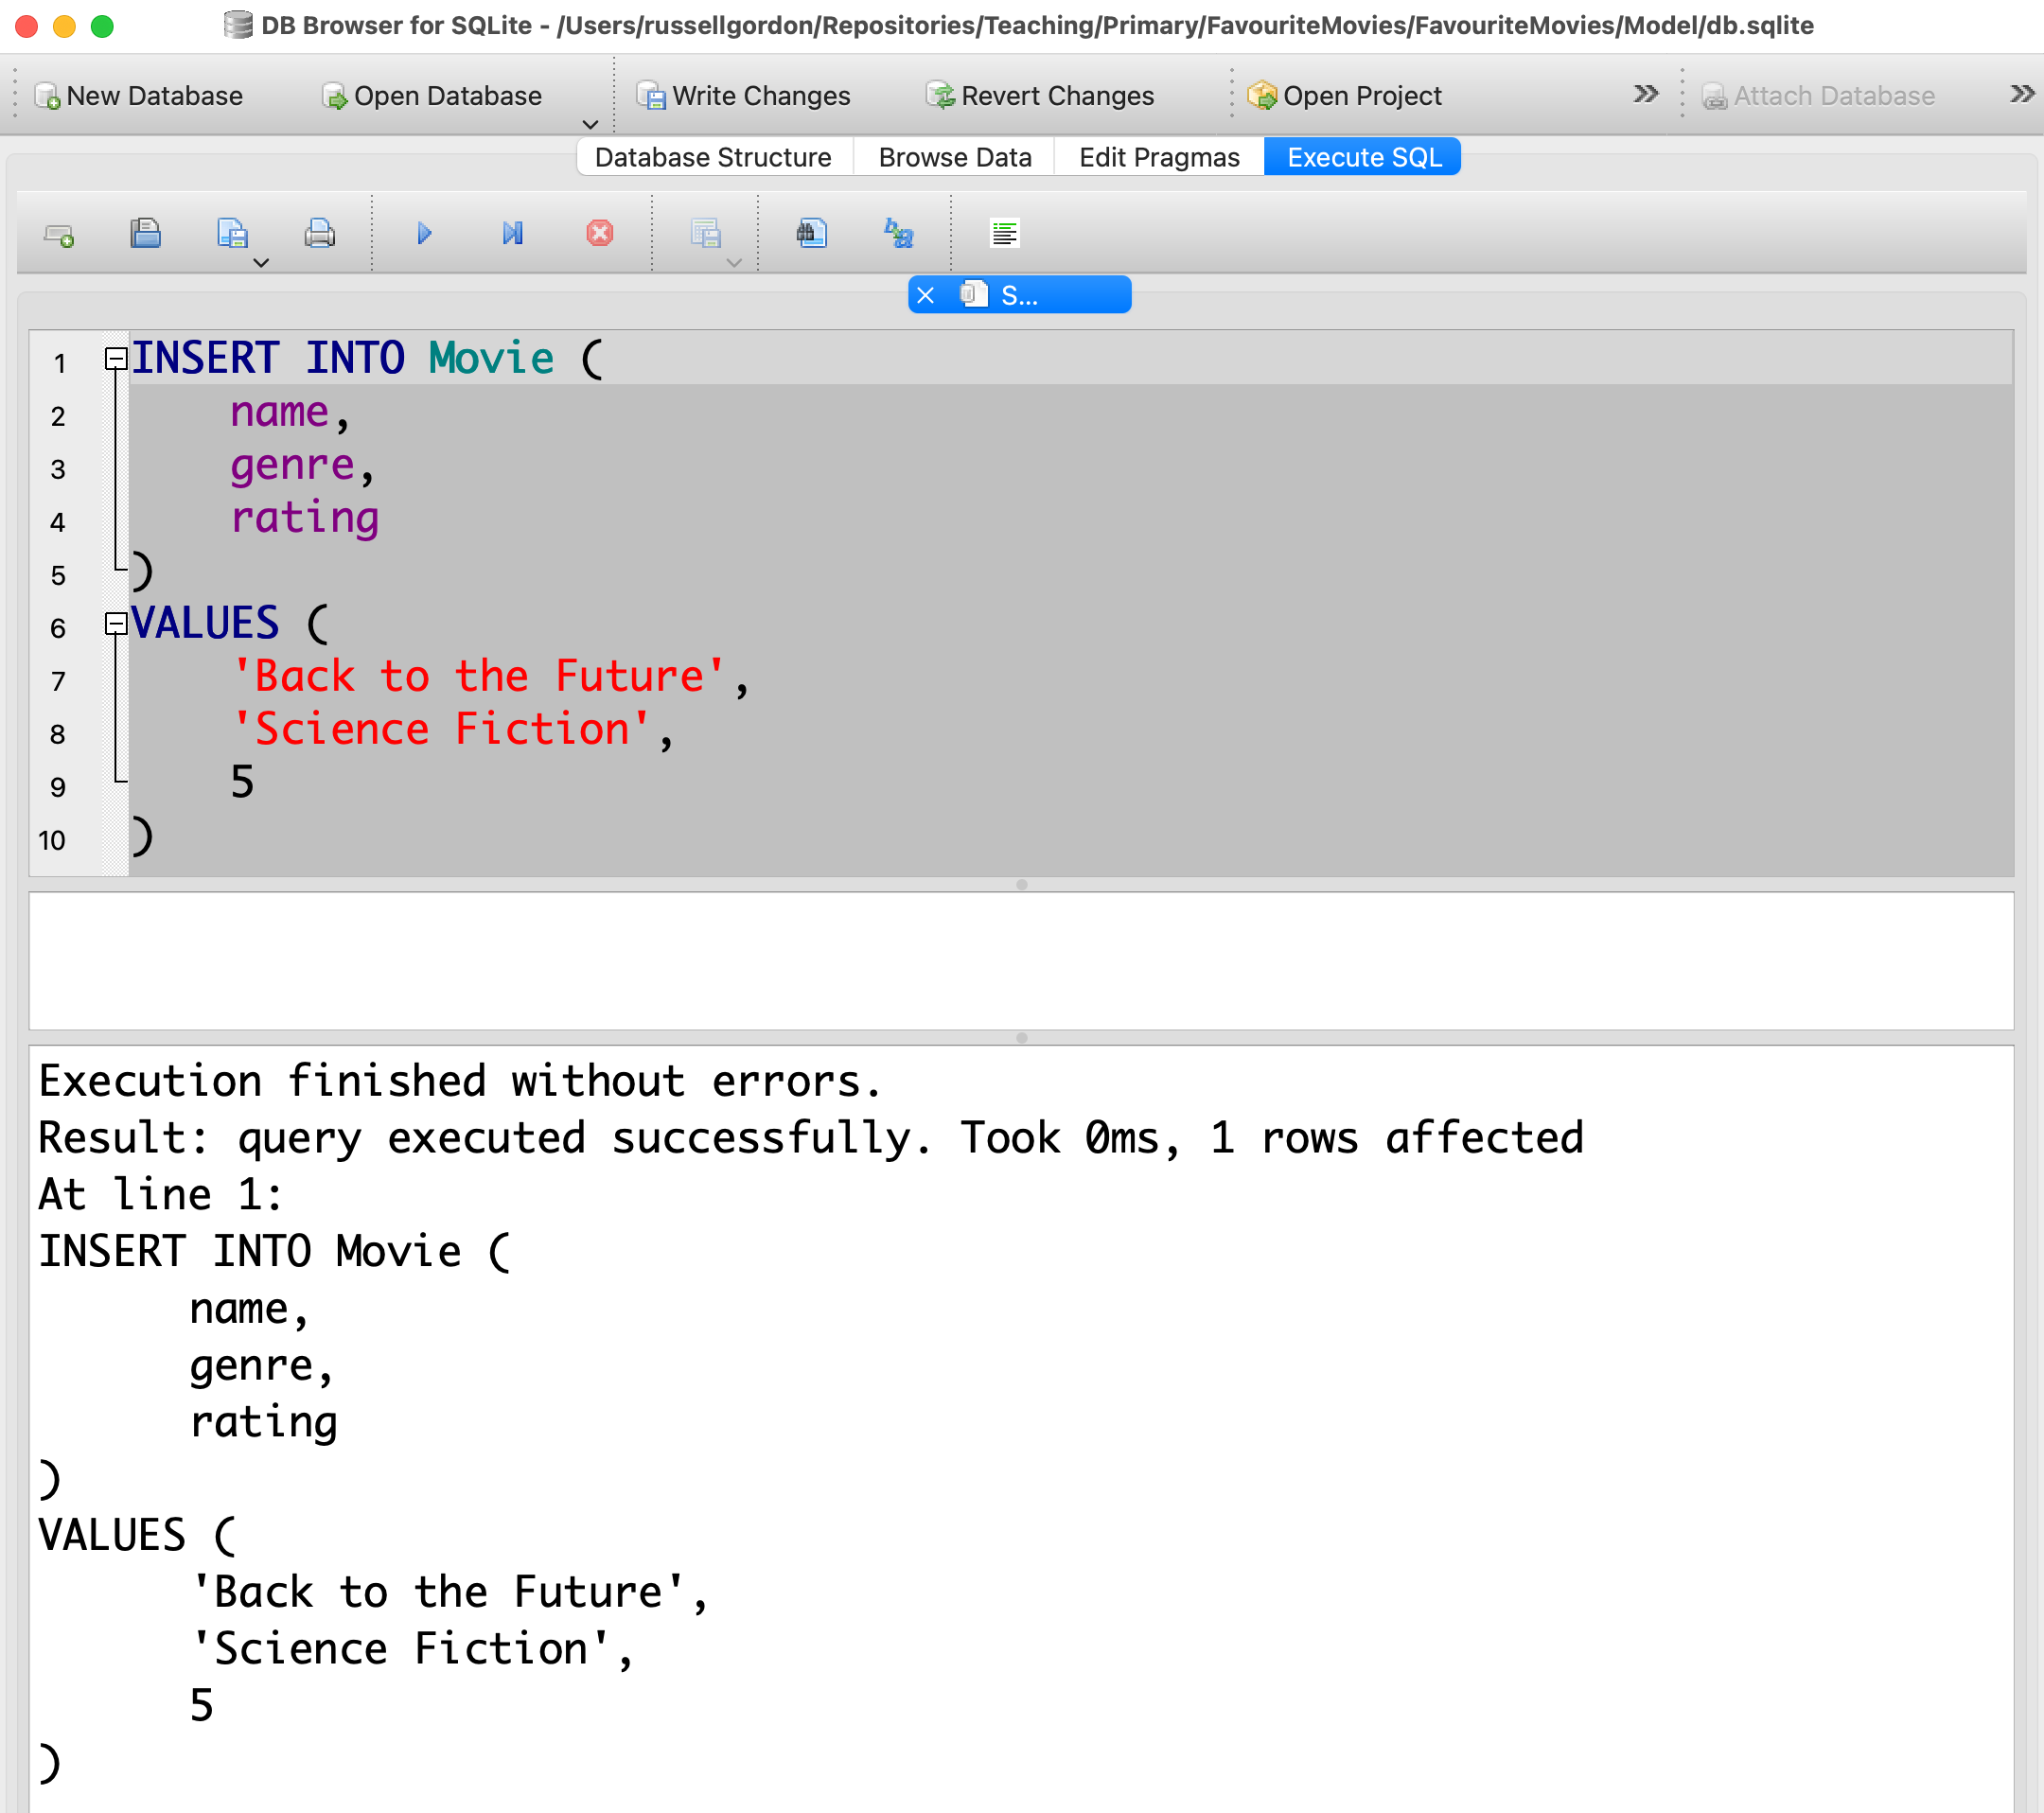 DB Browser for SQLite - /Users/russellgordon/Repositories/Teaching/Primary/FavouriteMovies/FavouriteMovies/Model/db.sqlite
New Database Open Database Write Changes Revert Changes Open Project » Attach Database »
Database Structure Browse Data Edit Pragmas Execute SQL
S...
1 INSERT INTO Movie (
2 name,
3 genre,
4 rating
5 )
6 VALUES (
7 'Back to the Future',
8 'Science Fiction',
9 5
10 )
Execution finished without errors.
Result: query executed successfully. Took 0ms, 1 rows affected
At line 1:
INSERT INTO Movie (
name,
genre,
rating
)
VALUES (
'Back to the Future',
'Science Fiction',
5
)